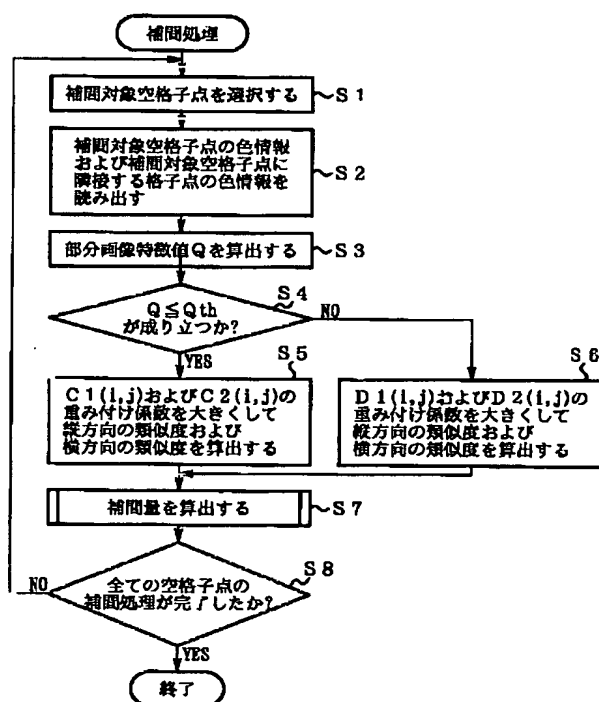 補間処理
補間対象空格子点を選択する
S1
補間対象空格子点の色情報
および補間対象空格子点に
隣接する格子点の色情報を
読み出す
S2
部分画像特徴値Qを算出する
S3
S4
Q≦Qth
が成り立つか?
NO
YES
S5
C1(i,j)およびC2(i,j)の
重み付け係数を大きくして
縦方向の類似度および
横方向の類似度を算出する
S6
D1(i,j)およびD2(i,j)の
重み付け係数を大きくして
縦方向の類似度および
横方向の類似度を算出する
補間量を算出する
S7
S8
全ての空格子点の
補間処理が完了したか?
NO
YES
終了